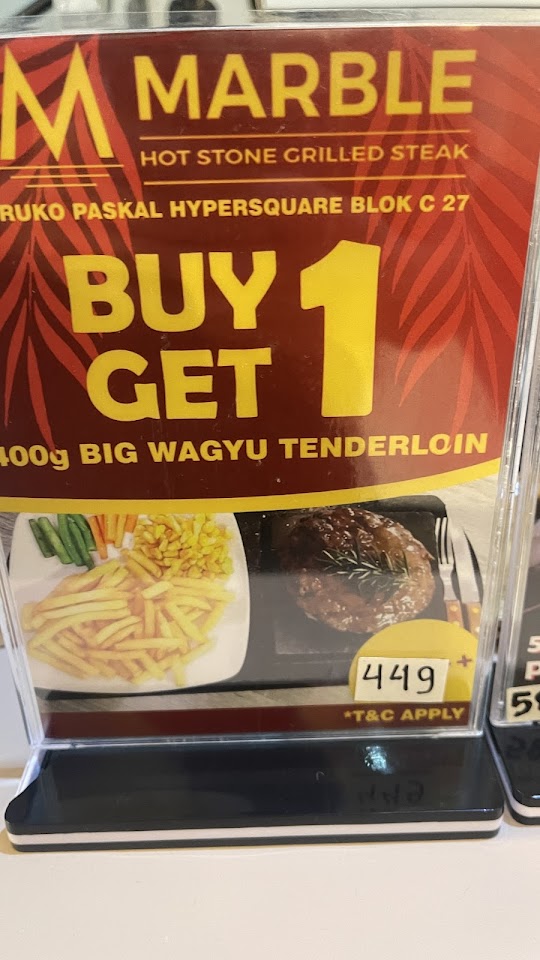 M MARBLE
HOT STONE GRILLED STEAK
RUKO PASKAL HYPERSQUARE BLOK C 27
BUY 1
GET 1
400g BIG WAGYU TENDERLOIN
449 +
*T&C APPLY